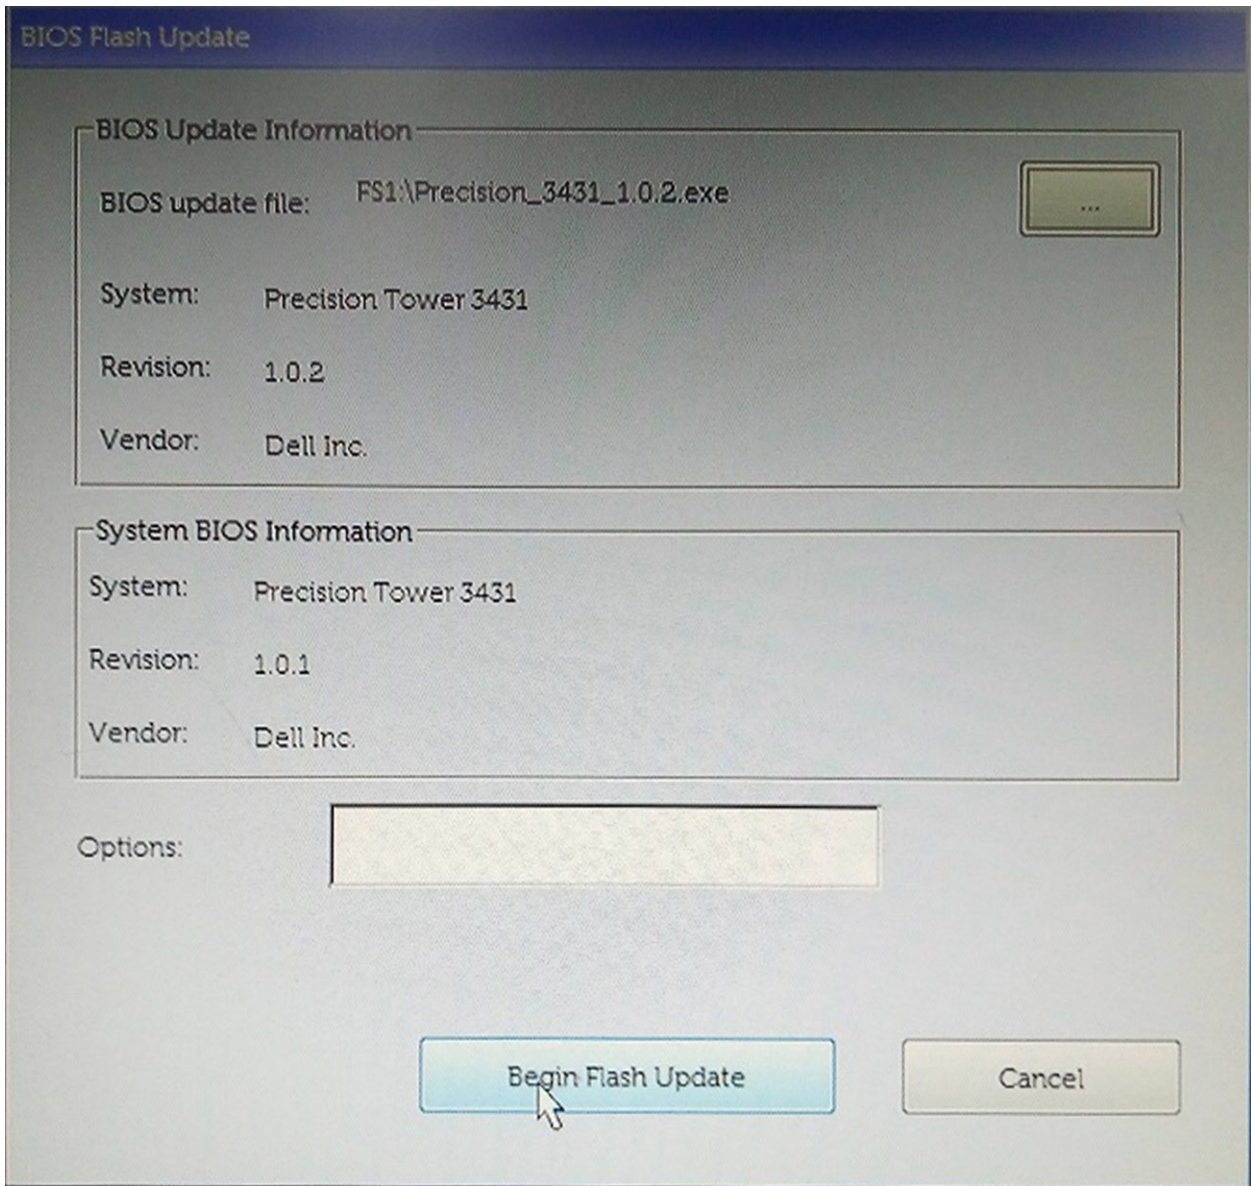 BIOS Flash Update
BIOS Update Information
BIOS update file: FS1:\Precision_3431_1.0.2.exe
...
System: Precision Tower 3431
Revision: 1.0.2
Vendor: Dell Inc.
System BIOS Information
System: Precision Tower 3431
Revision: 1.0.1
Vendor: Dell Inc.
Options:
Begin Flash Update
Cancel